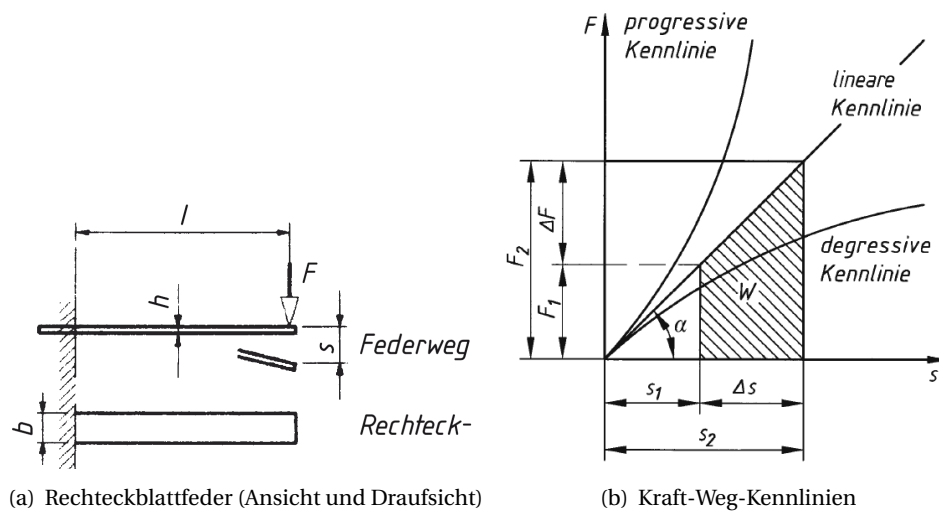 l
F
h
s
Federweg
b
Rechteck-
(a) Rechteckblattfeder (Ansicht und Draufsicht)
F
progressive
Kennlinie
lineare
Kennlinie
degressive
Kennlinie
F₂
ΔF
F₁
W
α
s
s₁
Δs
s₂
(b) Kraft-Weg-Kennlinien